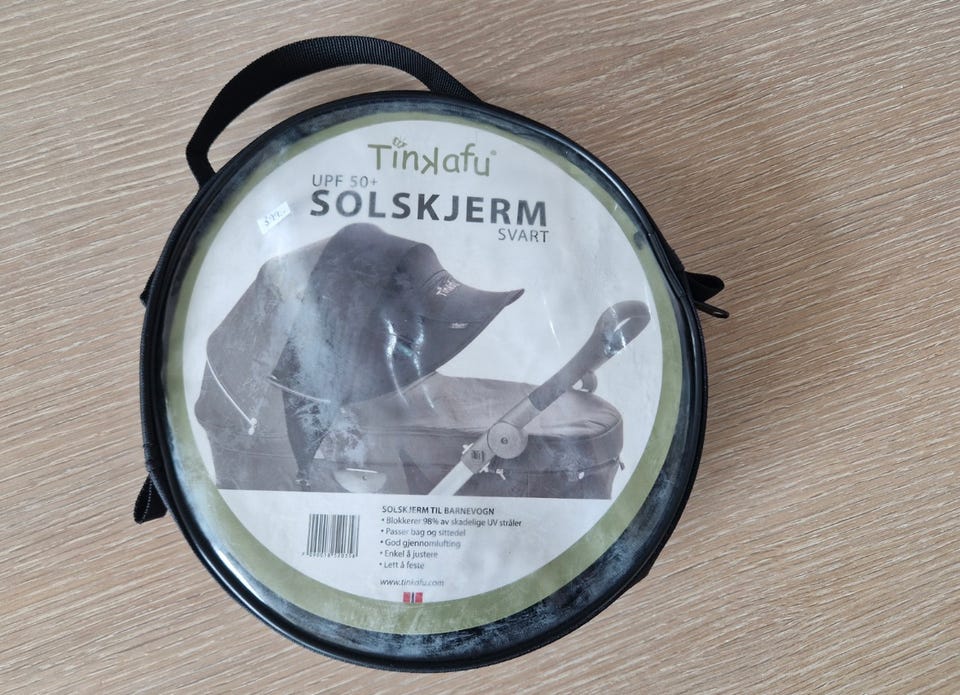 Tinkafu®
UPF 50+
SOLSKJERM
SVART
Tinkafu
SOLSKJERM TIL BARNEVOGN
• Blokkerer 98% av skadelige UV stråler
• Passer bag og sittedel
• God gjennomlufting
• Enkel å justere
• Lett å feste
www.tinkafu.com